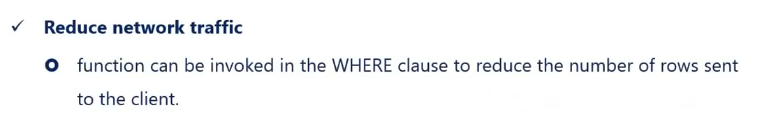 ✓ Reduce network traffic
function can be invoked in the WHERE clause to reduce the number of rows sent
to the client.